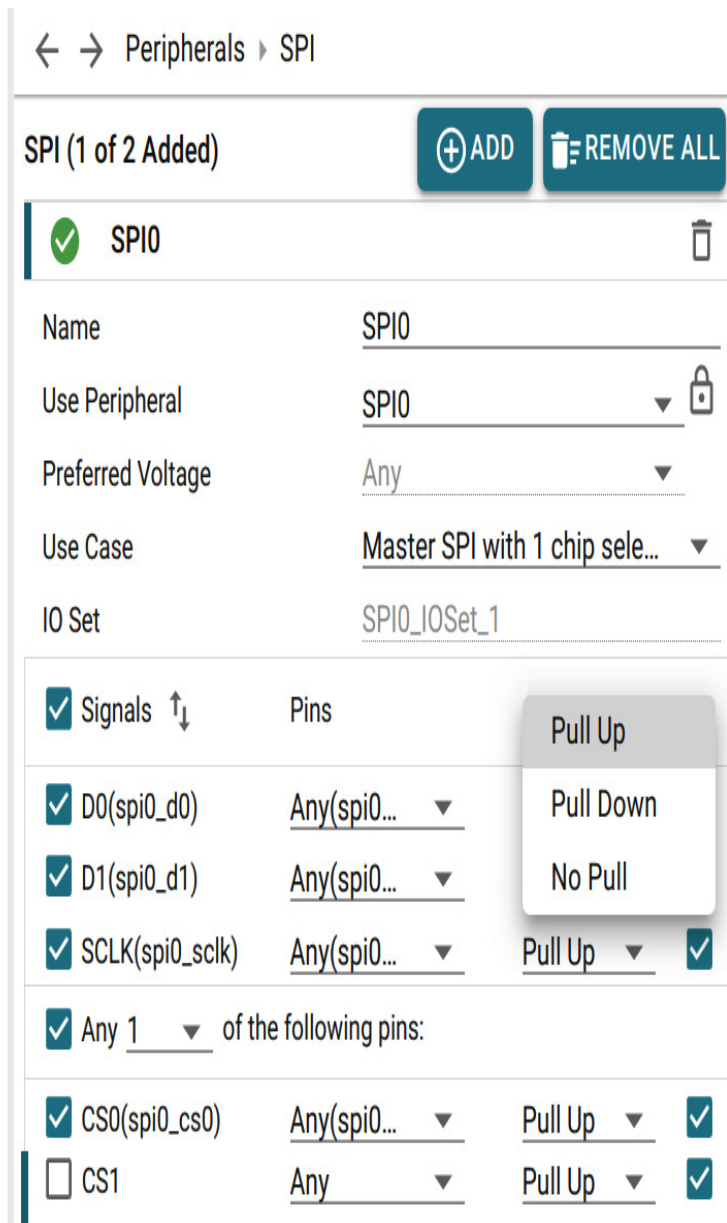 Peripherals SPI
SPI (1 of 2 Added) ADD REMOVE ALL
SPI0
Name SPI0
Use Peripheral SPI0
Preferred Voltage Any
Use Case Master SPI with 1 chip sele...
IO Set SPI0_IOSet_1
Signals Pins
Pull Up
D0(spi0_d0) Any(spi0... Pull Down
D1(spi0_d1) Any(spi0... No Pull
SCLK(spi0_sclk) Any(spi0... Pull Up
Any 1 of the following pins:
CS0(spi0_cs0) Any(spi0... Pull Up
CS1 Any Pull Up